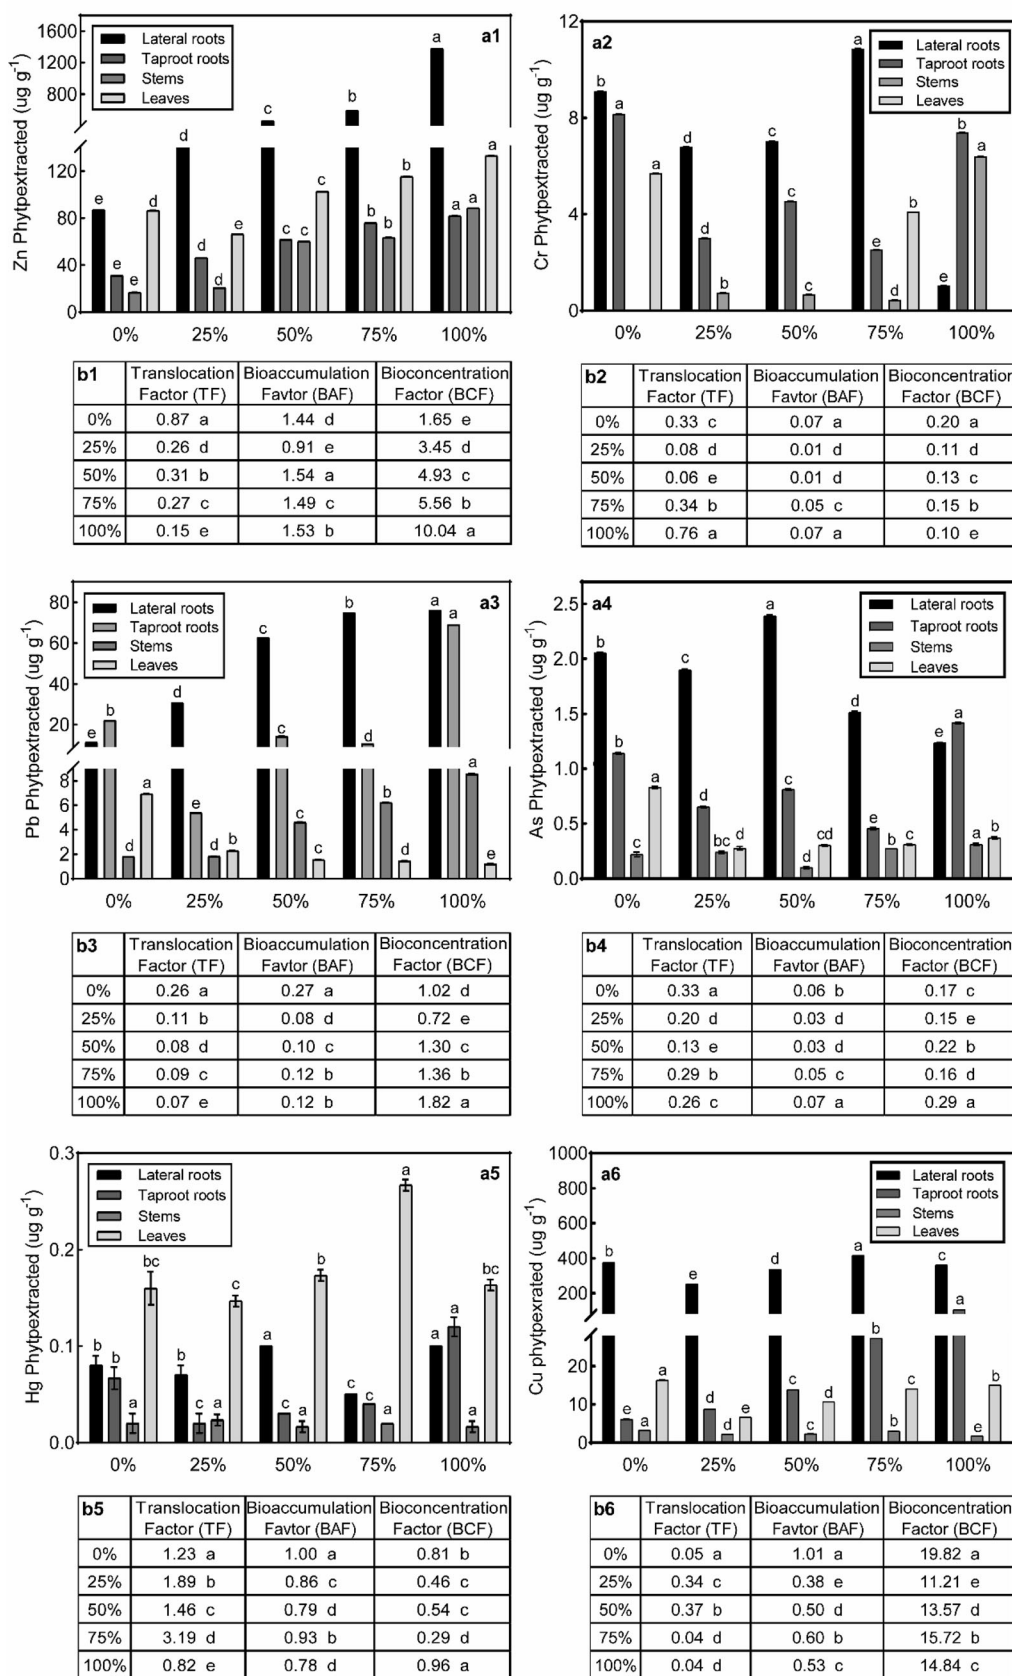 a1
Zn Phytpextracted (ug g-1)
Lateral roots
Taproot roots
Stems
Leaves
1600
1200
800
120
80
40
0
e e e d
d d d e
c c c c
b b b b
a a a a
0% 25% 50% 75% 100%
a2
Cr Phytpextracted (ug g-1)
Lateral roots
Taproot roots
Stems
Leaves
12
8
4
0
b a a
d d b
c c c
a e d b
e b a
0% 25% 50% 75% 100%
b1 Translocation Factor (TF) Bioaccumulation Favtor (BAF) Bioconcentration Factor (BCF)
0% 0.87 a 1.44 d 1.65 e
25% 0.26 d 0.91 e 3.45 d
50% 0.31 b 1.54 a 4.93 c
75% 0.27 c 1.49 c 5.56 b
100% 0.15 e 1.53 b 10.04 a
b2 Translocation Factor (TF) Bioaccumulation Favtor (BAF) Bioconcentration Factor (BCF)
0% 0.33 c 0.07 a 0.20 a
25% 0.08 d 0.01 d 0.11 d
50% 0.06 e 0.01 d 0.13 c
75% 0.34 b 0.05 c 0.15 b
100% 0.76 a 0.07 a 0.10 e
a3
Pb Phytpextracted (ug g-1)
Lateral roots
Taproot roots
Stems
Leaves
80
60
40
20
8
6
4
2
0
e b d a
d e d b
c c c c
b d b d
a a a e
0% 25% 50% 75% 100%
a4
As Phytpextracted (ug g-1)
Lateral roots
Taproot roots
Stems
Leaves
2.5
2.0
1.5
1.0
0.5
0.0
b b c a
c d bc d
a c d cd
d e c c
e a a b
0% 25% 50% 75% 100%
b3 Translocation Factor (TF) Bioaccumulation Favtor (BAF) Bioconcentration Factor (BCF)
0% 0.26 a 0.27 a 1.02 d
25% 0.11 b 0.08 d 0.72 e
50% 0.08 d 0.10 c 1.30 c
75% 0.09 c 0.12 b 1.36 b
100% 0.07 e 0.12 b 1.82 a
b4 Translocation Factor (TF) Bioaccumulation Favtor (BAF) Bioconcentration Factor (BCF)
0% 0.33 a 0.06 b 0.17 c
25% 0.20 d 0.03 d 0.15 e
50% 0.13 e 0.03 d 0.22 b
75% 0.29 b 0.05 c 0.16 d
100% 0.26 c 0.07 a 0.29 a
a5
Hg Phytpextracted (ug g-1)
Lateral roots
Taproot roots
Stems
Leaves
0.3
0.2
0.1
0.0
b b a bc
b c a c
a c a b
c c a a
a a a bc
0% 25% 50% 75% 100%
a6
Cu phytpexrated (ug g-1)
Lateral roots
Taproot roots
Stems
Leaves
1000
800
600
400
200
20
10
0
b e a a
e d d e
d b c d
a b b c
c a e b
0% 25% 50% 75% 100%
b5 Translocation Factor (TF) Bioaccumulation Favtor (BAF) Bioconcentration Factor (BCF)
0% 1.23 a 1.00 a 0.81 b
25% 1.89 b 0.86 c 0.46 c
50% 1.46 c 0.79 d 0.54 c
75% 3.19 d 0.93 b 0.29 d
100% 0.82 e 0.78 d 0.96 a
b6 Translocation Factor (TF) Bioaccumulation Favtor (BAF) Bioconcentration Factor (BCF)
0% 0.05 a 1.01 a 19.82 a
25% 0.34 c 0.38 e 11.21 e
50% 0.37 b 0.50 d 13.57 d
75% 0.04 d 0.60 b 15.72 b
100% 0.04 d 0.53 c 14.84 c